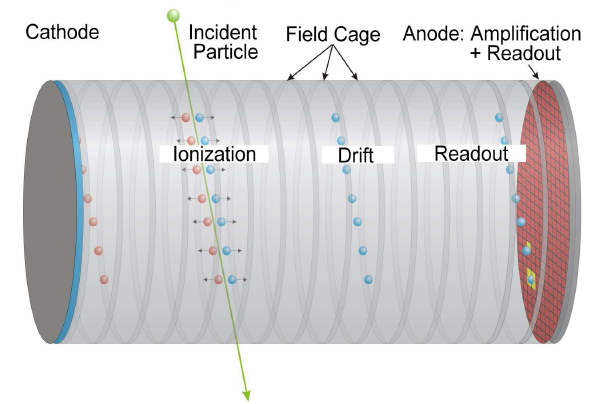 Cathode
Incident
Particle
Field Cage
Anode: Amplification
+ Readout
Ionization
Drift
Readout